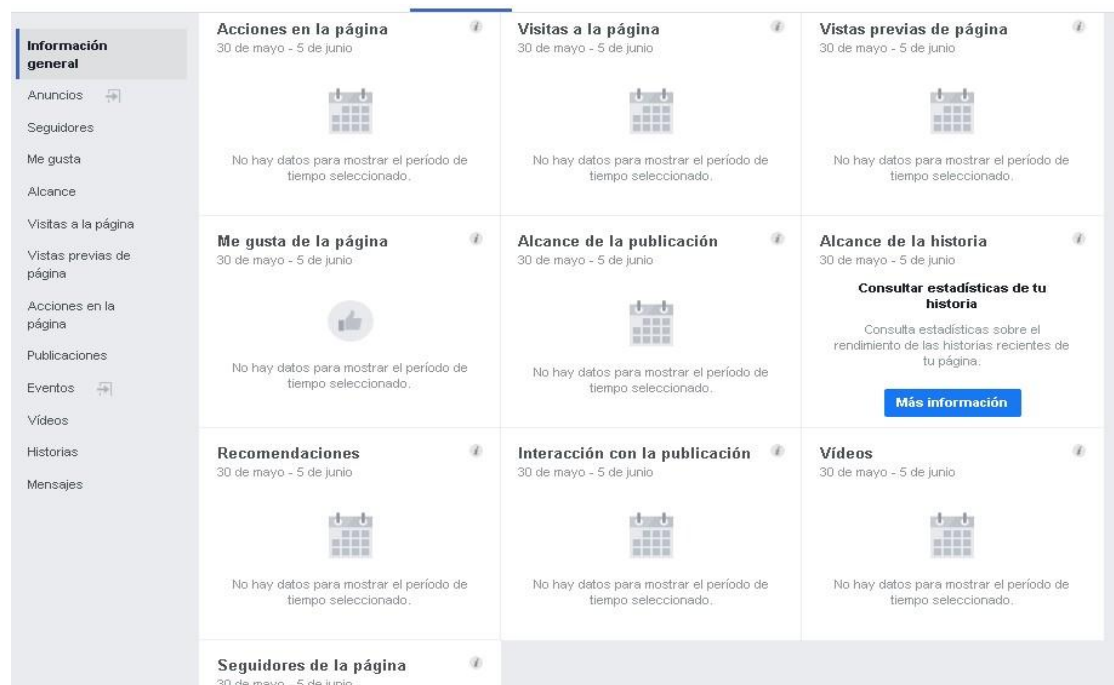 Información
general
Anuncios
Seguidores
Me gusta
Alcance
Visitas a la página
Vistas previas de
página
Acciones en la
página
Publicaciones
Eventos
Vídeos
Historias
Mensajes
Acciones en la página
30 de mayo - 5 de junio
No hay datos para mostrar el período de
tiempo seleccionado.
Visitas a la página
30 de mayo - 5 de junio
No hay datos para mostrar el período de
tiempo seleccionado.
Vistas previas de página
30 de mayo - 5 de junio
No hay datos para mostrar el período de
tiempo seleccionado.
Me gusta de la página
30 de mayo - 5 de junio
No hay datos para mostrar el período de
tiempo seleccionado.
Alcance de la publicación
30 de mayo - 5 de junio
No hay datos para mostrar el período de
tiempo seleccionado.
Alcance de la historia
30 de mayo - 5 de junio
Consultar estadísticas de tu
historia
Consulta estadísticas sobre el
rendimiento de las historias recientes de
tu página.
Más información
Recomendaciones
30 de mayo - 5 de junio
No hay datos para mostrar el período de
tiempo seleccionado.
Interacción con la publicación
30 de mayo - 5 de junio
No hay datos para mostrar el período de
tiempo seleccionado.
Vídeos
30 de mayo - 5 de junio
No hay datos para mostrar el período de
tiempo seleccionado.
Seguidores de la página
30 de mayo - 5 de junio